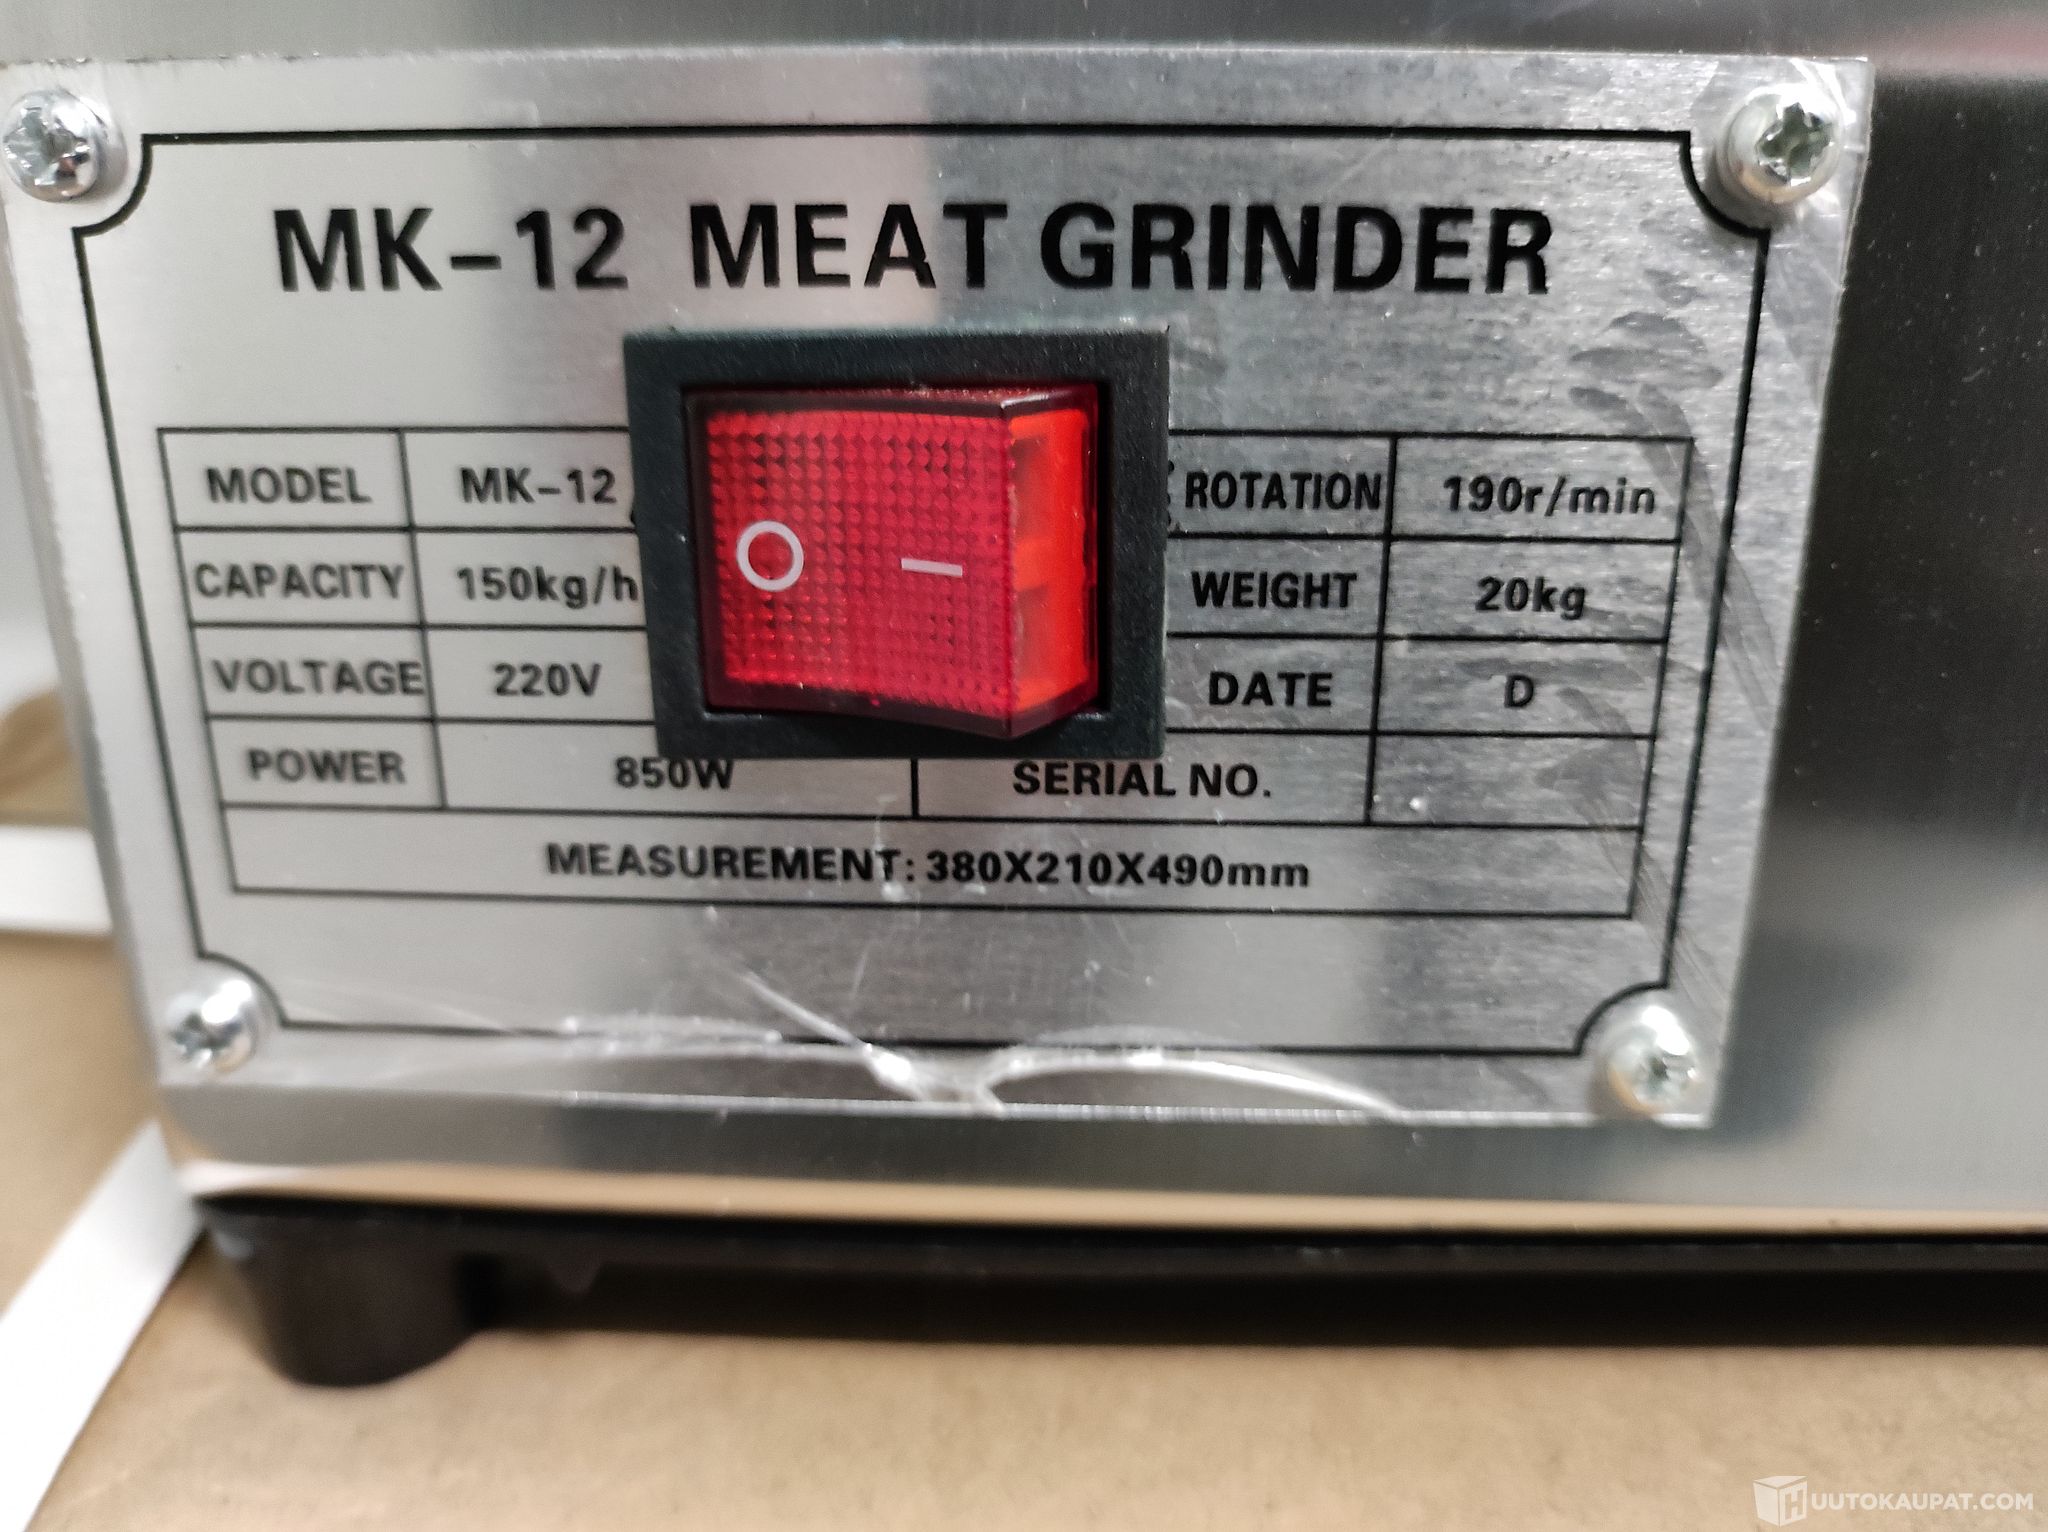 MK-12 MEAT GRINDER
MODEL MK-12 ROTATION 190r/min
CAPACITY 150kg/h WEIGHT 20kg
VOLTAGE 220V DATE D
POWER 850W SERIAL NO.
MEASUREMENT: 380X210X490mm
HUUTOKAUPAT.COM